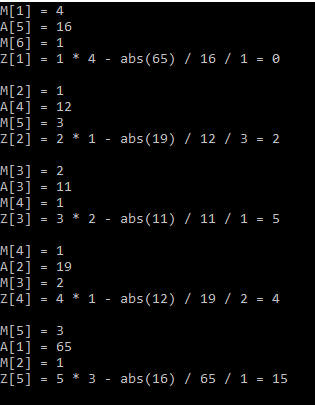 M[1] = 4
A[5] = 16
M[6] = 1
Z[1] = 1 * 4 - abs(65) / 16 / 1 = 0
M[2] = 1
A[4] = 12
M[5] = 3
Z[2] = 2 * 1 - abs(19) / 12 / 3 = 2
M[3] = 2
A[3] = 11
M[4] = 1
Z[3] = 3 * 2 - abs(11) / 11 / 1 = 5
M[4] = 1
A[2] = 19
M[3] = 2
Z[4] = 4 * 1 - abs(12) / 19 / 2 = 4
M[5] = 3
A[1] = 65
M[2] = 1
Z[5] = 5 * 3 - abs(16) / 65 / 1 = 15